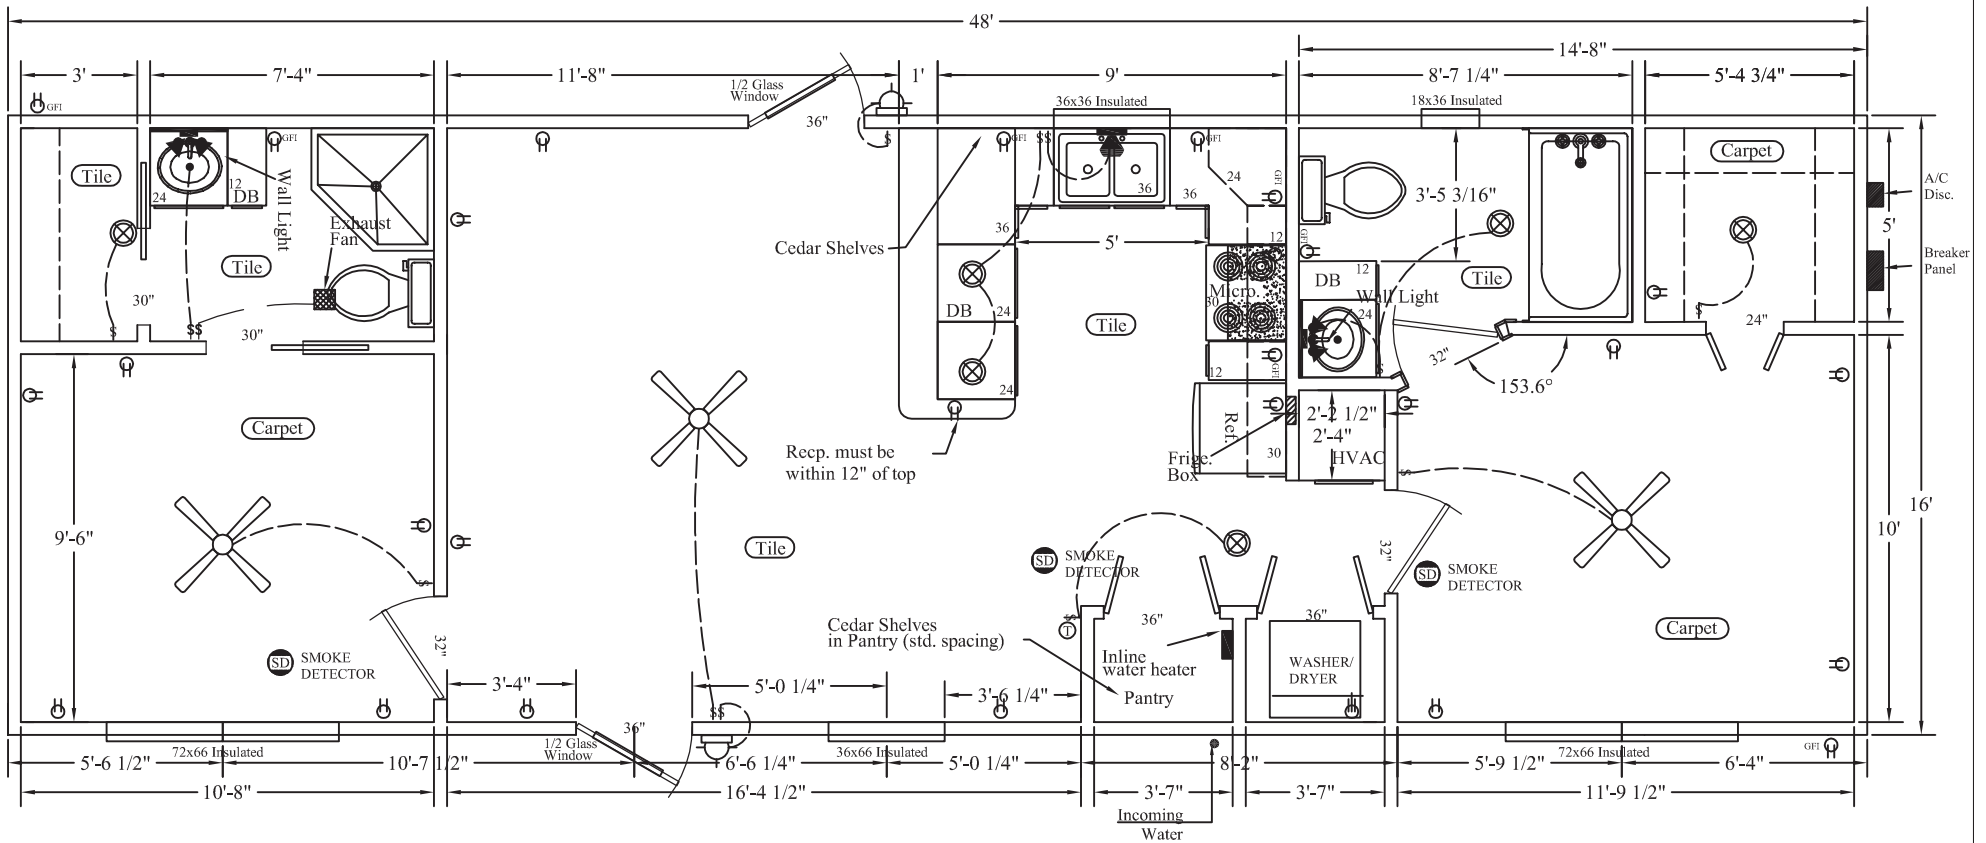 48'
14'-8"
3'
7'-4"
11'-8"
1'
9'
8'-7 1/4"
5'-4 3/4"
1/2 Glass
Window
36"
36x36 Insulated
18x36 Insulated
GFI
GFI
GFI
GFI
GFI
GFI
GFI
Tile
24
12
DB
Wall Light
Exhaust
Fan
Tile
30"
30"
S
SS
S
SS
36
36
24
36
Cedar Shelves
5'
12
Micro.
30
DB
24
24
Tile
12
Ref.
30
3'-5 3/16"
DB
12
Wall Light
24
Tile
S
Carpet
S
24"
A/C
Disc.
5'
Breaker
Panel
32"
153.6°
2'-2 1/2"
2'-4"
HVAC
Frige.
Box
Recp. must be
within 12" of top
Carpet
9'-6"
S
32"
SD
SMOKE
DETECTOR
Tile
SD
SMOKE
DETECTOR
S
T
32"
S
SD
SMOKE
DETECTOR
16'
10'
Carpet
Cedar Shelves
in Pantry (std. spacing)
36"
36"
Inline
water heater
Pantry
WASHER/
DRYER
3'-4"
5'-0 1/4"
3'-6 1/4"
SS
36"
1/2 Glass
Window
72x66 Insulated
36x66 Insulated
72x66 Insulated
GFI
5'-6 1/2"
10'-7 1/2"
6'-6 1/4"
5'-0 1/4"
8'-2"
5'-9 1/2"
6'-4"
10'-8"
16'-4 1/2"
3'-7"
3'-7"
11'-9 1/2"
Incoming
Water